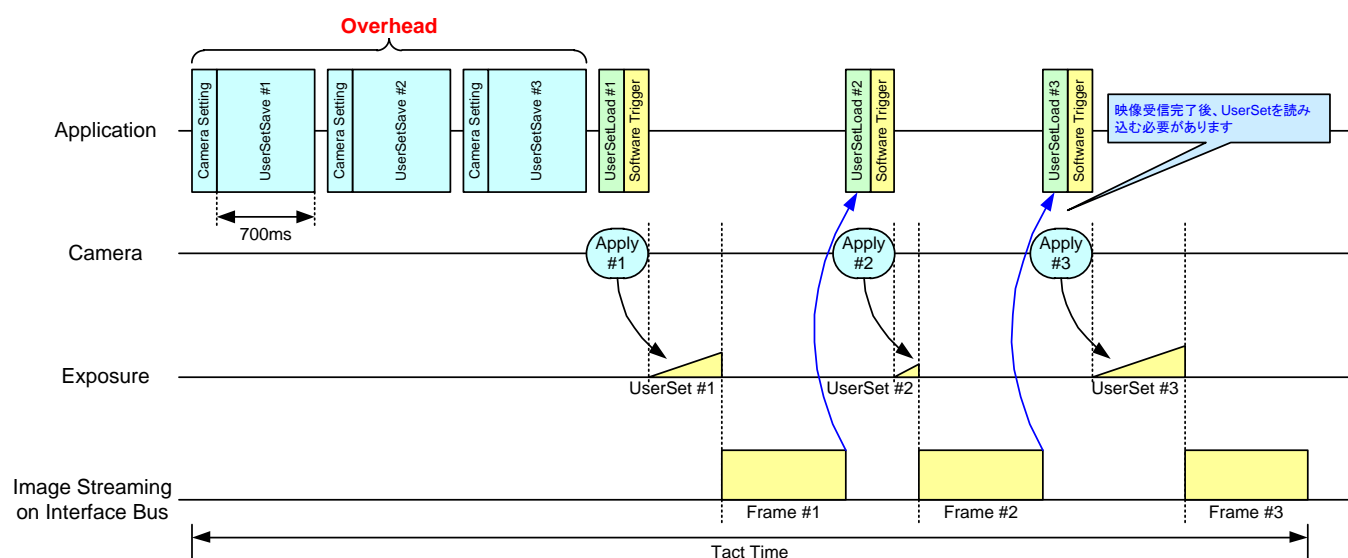 Overhead
Camera Setting
UserSetSave #1
Camera Setting
UserSetSave #2
Camera Setting
UserSetSave #3
UserSetLoad #1
Software Trigger
UserSetLoad #2
Software Trigger
UserSetLoad #3
Software Trigger
映像受信完了後、UserSetを読み
込む必要があります
Application
700ms
Camera
Apply
#1
Apply
#2
Apply
#3
Exposure
UserSet #1
UserSet #2
UserSet #3
Image Streaming
on Interface Bus
Frame #1
Frame #2
Frame #3
Tact Time